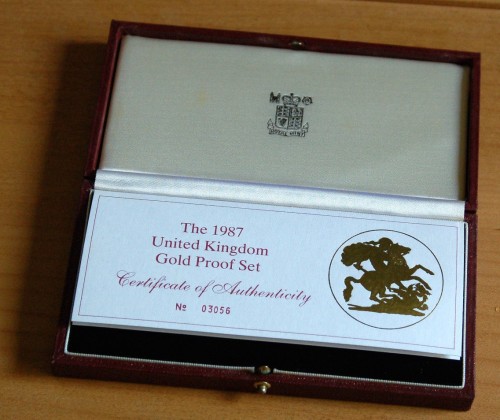 The 1987
United Kingdom
Gold Proof Set
Certificate of Authenticity
No 03056